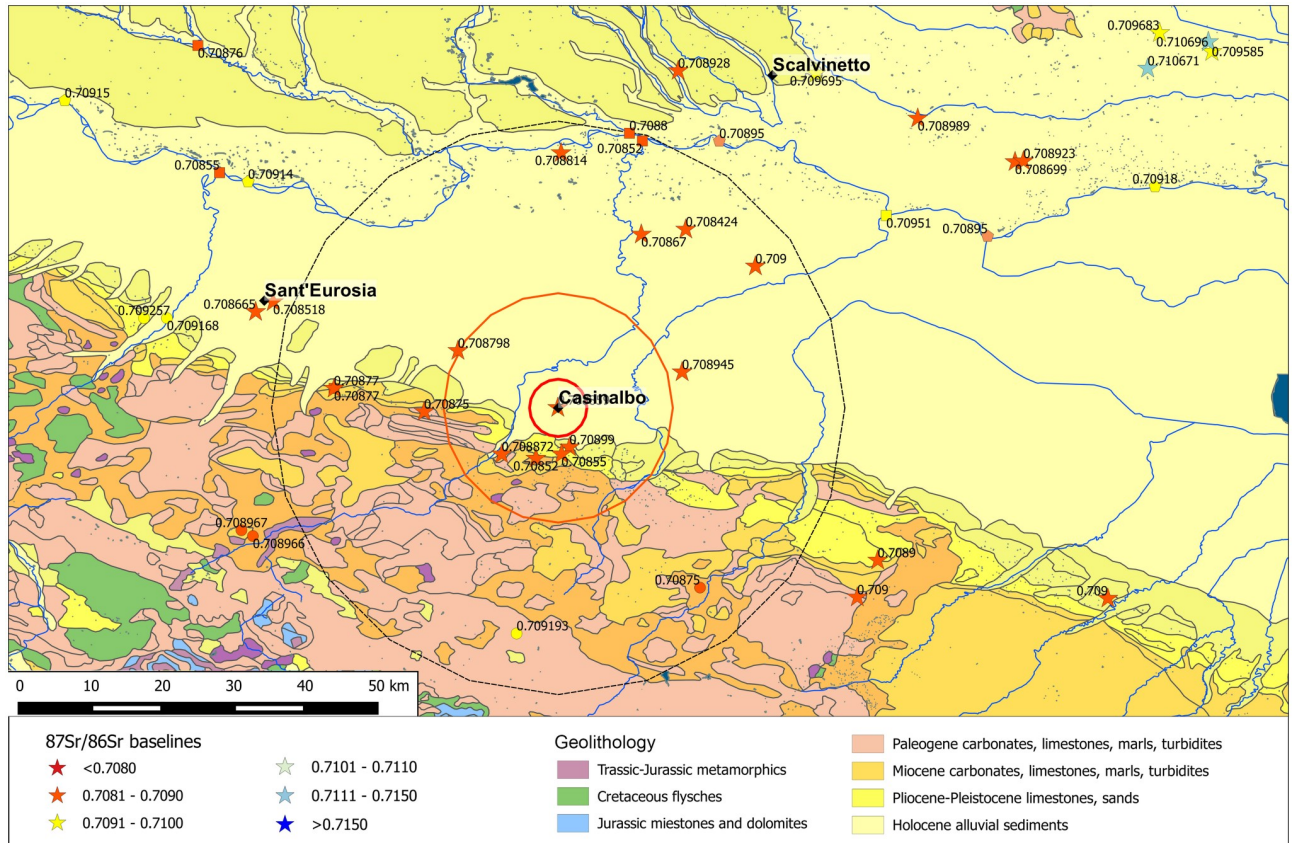 0.70876
0.708928
Scalvinetto
0.709695
0.709683
0.710696
0.709585
0.710671
0.70915
0.7088
0.70852
0.70895
0.708814
0.708989
0.708923
0.708699
0.70855
0.70914
0.70918
0.70951
0.70895
0.708424
0.70867
0.709
Sant'Eurosia
0.708665
0.708518
0.709257
0.709168
0.708798
0.708945
0.70877
0.70877
0.70875
Casinalbo
0.70899
0.708872
0.70852
0.70855
0.708967
0.708966
0.70875
0.7089
0.709
0.709
0.709193
0 10 20 30 40 50 km
87Sr/86Sr baselines
<0.7080
0.7081 - 0.7090
0.7091 - 0.7100
0.7101 - 0.7110
0.7111 - 0.7150
>0.7150
Geolithology
Trassic-Jurassic metamorphics
Cretaceous flysches
Jurassic miestones and dolomites
Paleogene carbonates, limestones, marls, turbidites
Miocene carbonates, limestones, marls, turbidites
Pliocene-Pleistocene limestones, sands
Holocene alluvial sediments